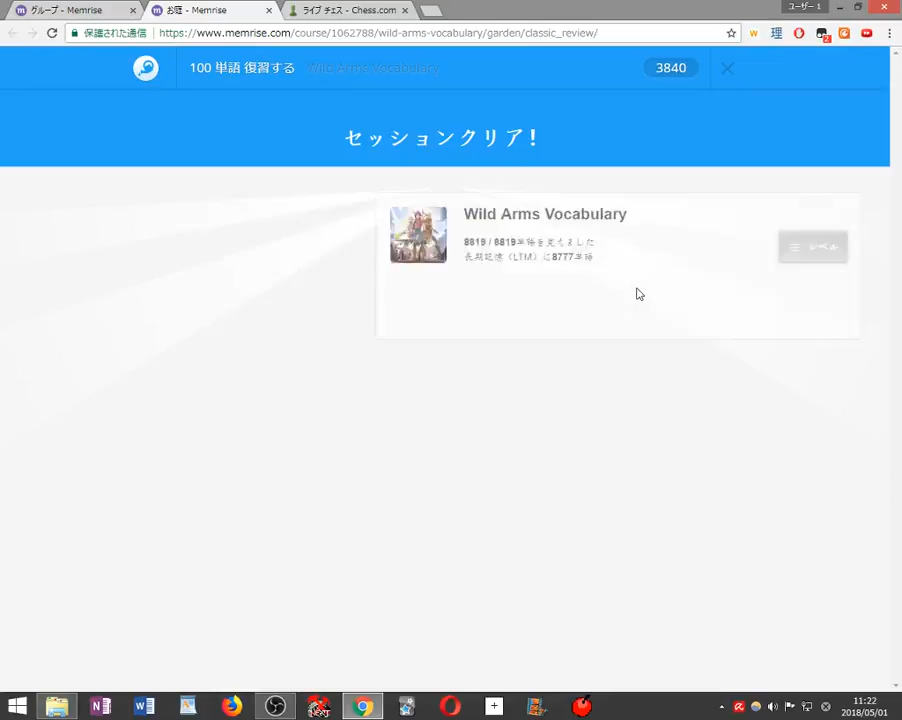 グループ - Memrise
お庭 - Memrise
ライブ チェス - Chess.com
ユーザー 1
保護された通信
https://www.memrise.com/course/1062788/wild-arms-vocabulary/garden/classic_review/
100 単語 復習する
Wild Arms Vocabulary
3840
セッションクリア!
Wild Arms Vocabulary
8819 / 8819単語を覚えました
長期記憶(LTM)に8777単語
レベル
11:22
2018/05/01